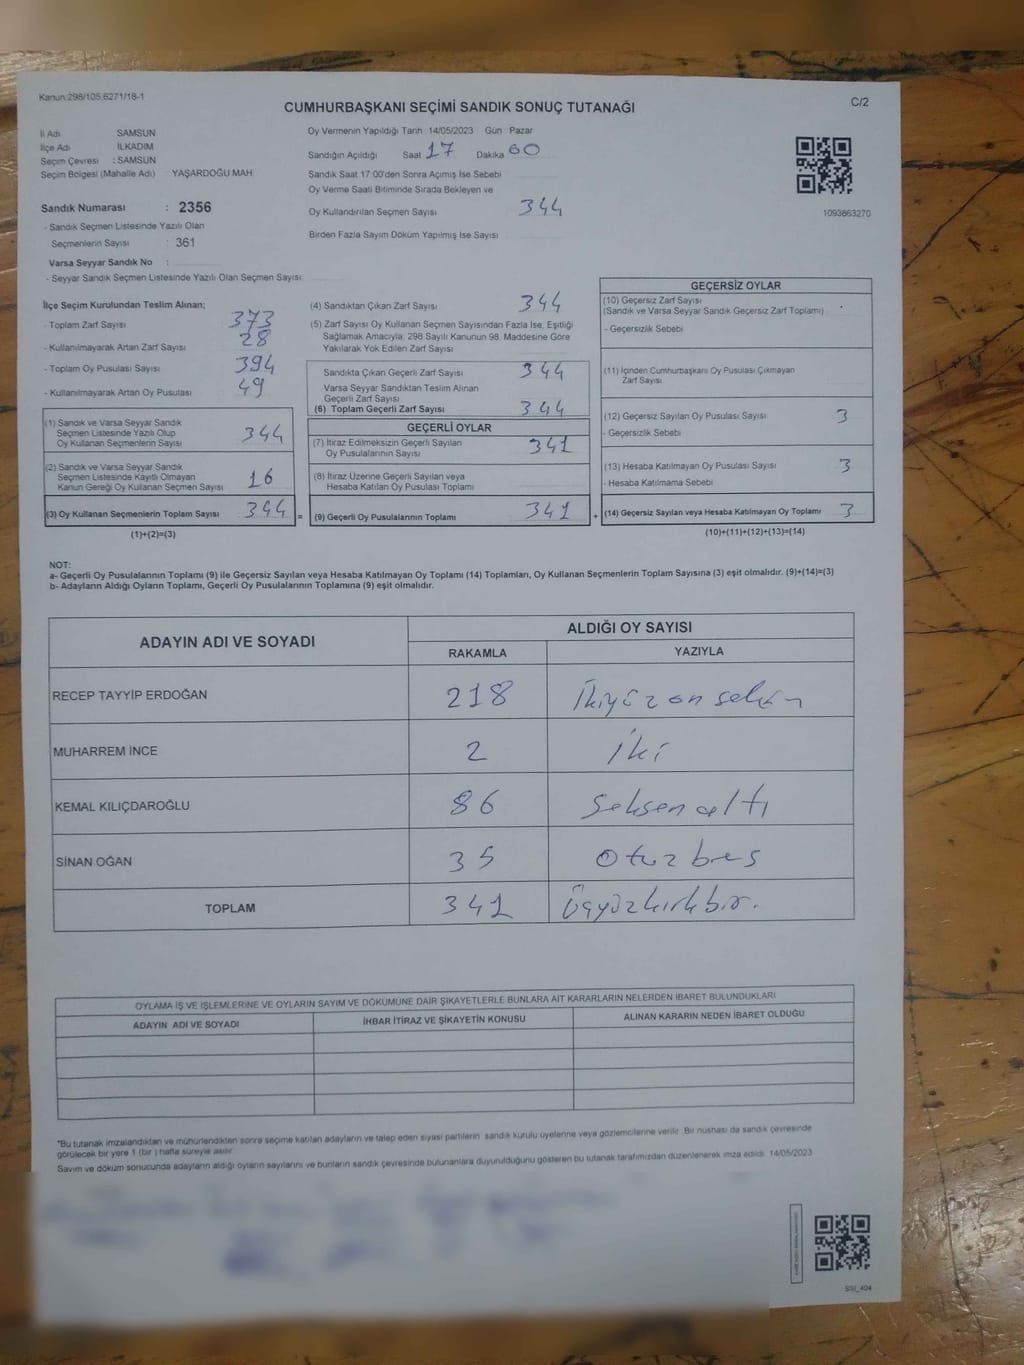 Kanun:298/105.6271/18-1
CUMHURBAŞKANI SEÇİMİ SANDIK SONUÇ TUTANAĞI
C/2
İl Adı SAMSUN
İlçe Adı İLKADIM
Seçim Çevresi : SAMSUN
Seçim Bölgesi (Mahalle Adı) YAŞARDOĞU MAH.
Sandık Numarası : 2356
- Sandık Seçmen Listesinde Yazılı Olan
Seçmenlerin Sayısı : 361
Varsa Seyyar Sandık No :
- Seyyar Sandık Seçmen Listesinde Yazılı Olan Seçmen Sayısı:
Oy Vermenin Yapıldığı Tarih : 14/05/2023 Gün : Pazar
Sandığın Açıldığı Saat 17 Dakika 60
Sandık Saat 17:00'den Sonra Açımış İse Sebebi
Oy Verme Saati Bitiminde Sırada Bekleyen ve
Oy Kullandırılan Seçmen Sayısı 344
Birden Fazla Sayım Döküm Yapılmış İse Sayısı
1093863270
İlçe Seçim Kurulundan Teslim Alınan;
- Toplam Zarf Sayısı 373
- Kullanılmayarak Artan Zarf Sayısı 28
- Toplam Oy Pusulası Sayısı 394
- Kullanılmayarak Artan Oy Pusulası 49
(1) Sandık ve Varsa Seyyar Sandık
Seçmen Listesinde Yazılı Olup
Oy Kullanan Seçmenlerin Sayısı 344
(2) Sandık ve Varsa Seyyar Sandık
Seçmen Listesinde Kayıtlı Olmayan
Kanun Gereği Oy Kullanan Seçmen Sayısı 16
(3) Oy Kullanan Seçmenlerin Toplam Sayısı 344 =
(1)+(2)=(3)
(4) Sandıktan Çıkan Zarf Sayısı 344
(5) Zarf Sayısı Oy Kullanan Seçmen Sayısından Fazla İse, Eşitliği
Sağlamak Amacıyla; 298 Sayılı Kanunun 98. Maddesine Göre
Yakılarak Yok Edilen Zarf Sayısı
Sandıkta Çıkan Geçerli Zarf Sayısı 344
Varsa Seyyar Sandıktan Teslim Alınan
Geçerli Zarf Sayısı
(6) Toplam Geçerli Zarf Sayısı 344
GEÇERLİ OYLAR
(7) İtiraz Edilmeksizin Geçerli Sayılan
Oy Pusulalarının Sayısı 341
(8) İtiraz Üzerine Geçerli Sayılan veya
Hesaba Katılan Oy Pusulası Toplamı
(9) Geçerli Oy Pusulalarının Toplamı 341 +
GEÇERSİZ OYLAR
(10) Geçersiz Zarf Sayısı
(Sandık ve Varsa Seyyar Sandık Geçersiz Zarf Toplamı)
- Geçersizlik Sebebi
(11) İçinden Cumhurbaşkanı Oy Pusulası Çıkmayan
Zarf Sayısı
(12) Geçersiz Sayılan Oy Pusulası Sayısı 3
- Geçersizlik Sebebi
(13) Hesaba Katılmayan Oy Pusulası Sayısı 3
- Hesaba Katılmama Sebebi
(14) Geçersiz Sayılan veya Hesaba Katılmayan Oy Toplamı 3
(10)+(11)+(12)+(13)=(14)
NOT:
a- Geçerli Oy Pusulalarının Toplamı (9) ile Geçersiz Sayılan veya Hesaba Katılmayan Oy Toplamı (14) Toplamları, Oy Kullanan Seçmenlerin Toplam Sayısına (3) eşit olmalıdır. (9)+(14)=(3)
b- Adayların Aldığı Oyların Toplamı, Geçerli Oy Pusulalarının Toplamına (9) eşit olmalıdır.
ADAYIN ADI VE SOYADI ALDIĞI OY SAYISI
RAKAMLA YAZIYLA
RECEP TAYYİP ERDOĞAN 218 İkiyüz on sekiz
MUHARREM İNCE 2 İki
KEMAL KILIÇDAROĞLU 86 Seksen altı
SİNAN OĞAN 35 Otuz beş
TOPLAM 341 Üçyüzkırkbir.
OYLAMA İŞ VE İŞLEMLERİNE VE OYLARIN SAYIM VE DÖKÜMÜNE DAİR ŞİKAYETLERLE BUNLARA AİT KARARLARIN NELERDEN İBARET BULUNDUKLARI
ADAYIN ADI VE SOYADI İHBAR İTİRAZ VE ŞİKAYETİN KONUSU ALINAN KARARIN NEDEN İBARET OLDUĞU
"Bu tutanak imzalandıktan ve mühürlendikten sonra seçime katılan adayların ve talep eden siyasi partilerin sandık kurulu üyelerine veya gözlemcilerine verilir. Bir nüshası da sandık çevresinde
görülecek bir yere 1 (bir ) hafta süreyle asılır.
Sayım ve döküm sonucunda adayların aldığı oyların sayılarını ve bunların sandık çevresinde bulunanlara duyurulduğunu gösteren bu tutanak tarafımızdan düzenlenerek imza edildi. 14/05/2023
SSI_404